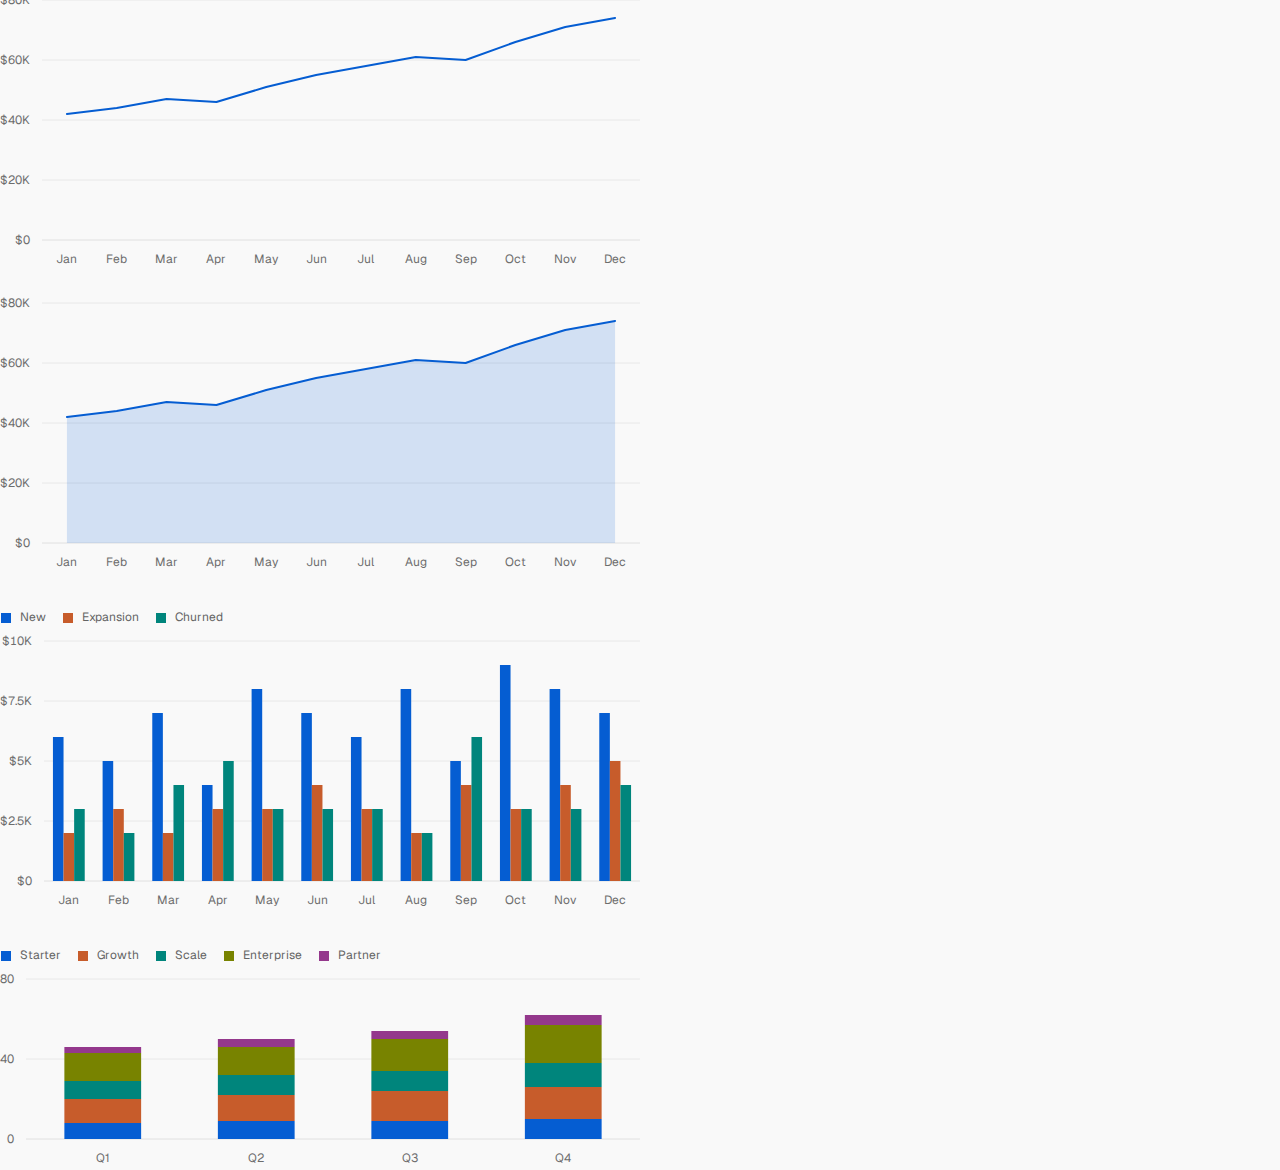 $80K
$60K
$40K
$20K
$0
Jan Feb Mar Apr May Jun Jul Aug Sep Oct Nov Dec
$80K
$60K
$40K
$20K
$0
Jan Feb Mar Apr May Jun Jul Aug Sep Oct Nov Dec
New Expansion Churned
$10K
$7.5K
$5K
$2.5K
$0
Jan Feb Mar Apr May Jun Jul Aug Sep Oct Nov Dec
Starter Growth Scale Enterprise Partner
80
40
0
Q1 Q2 Q3 Q4